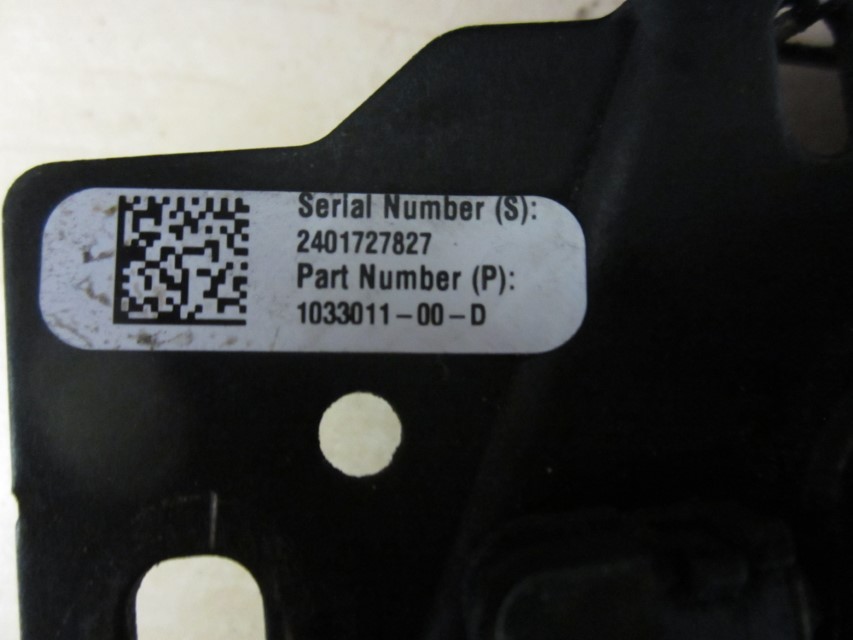 Serial Number (S):
2401727827
Part Number (P):
1033011-00-D